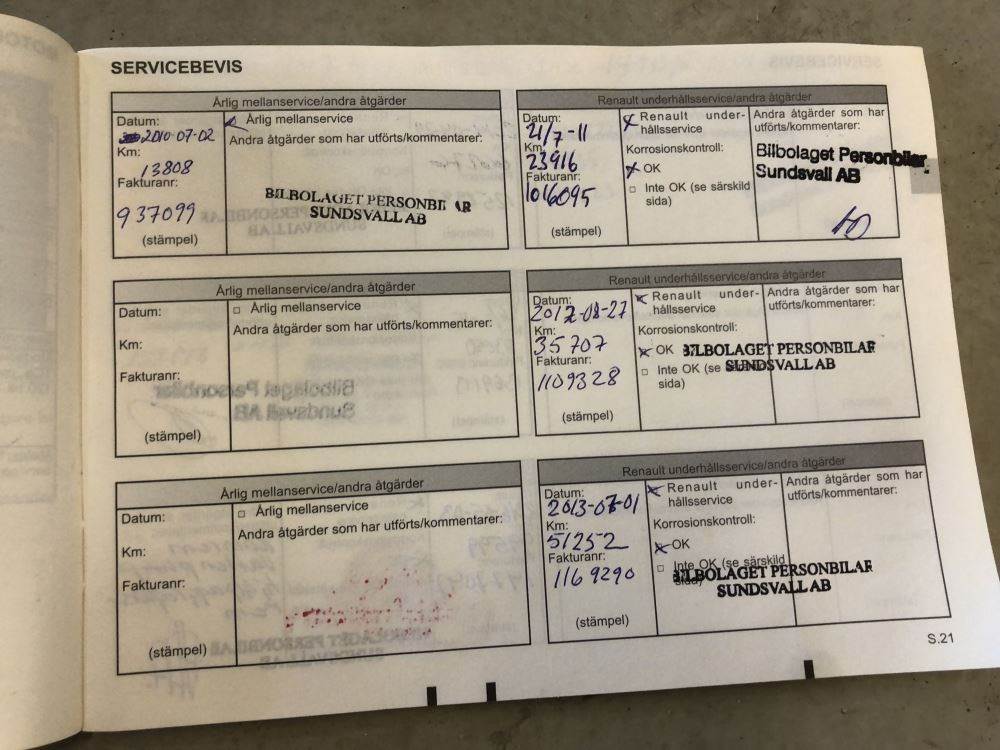 SERVICEBEVIS
Årlig mellanservice/andra åtgärder
Datum:
2010-07-02
Km:
13808
Fakturanr:
937099
(stämpel)
Årlig mellanservice
Andra åtgärder som har utförts/kommentarer:
BILBOLAGET PERSONBILAR
SUNDSVALL AB
Renault underhållsservice/andra åtgärder
Datum:
21/7-11
Km:
23916
Fakturanr:
1016095
(stämpel)
Renault under-
hållsservice
Korrosionskontroll:
OK
Inte OK (se särskild
sida)
Andra åtgärder som har
utförts/kommentarer:
Bilbolaget Personbilar
Sundsvall AB
Årlig mellanservice/andra åtgärder
Datum:
Km:
Fakturanr:
(stämpel)
Årlig mellanservice
Andra åtgärder som har utförts/kommentarer:
Renault underhållsservice/andra åtgärder
Datum:
Km:
35707
Fakturanr:
1109328
(stämpel)
Renault under-
hållsservice
Korrosionskontroll:
OK
Inte OK (se särskild
sida)
Andra åtgärder som har
utförts/kommentarer:
BILBOLAGET PERSONBILAR
SUNDSVALL AB
Årlig mellanservice/andra åtgärder
Datum:
Km:
Fakturanr:
(stämpel)
Årlig mellanservice
Andra åtgärder som har utförts/kommentarer:
Renault underhållsservice/andra åtgärder
Datum:
Km:
51252
Fakturanr:
1169290
(stämpel)
Renault under-
hållsservice
Korrosionskontroll:
OK
Inte OK (se särskild
sida)
Andra åtgärder som har
utförts/kommentarer:
BILBOLAGET PERSONBILAR
SUNDSVALL AB
S.21